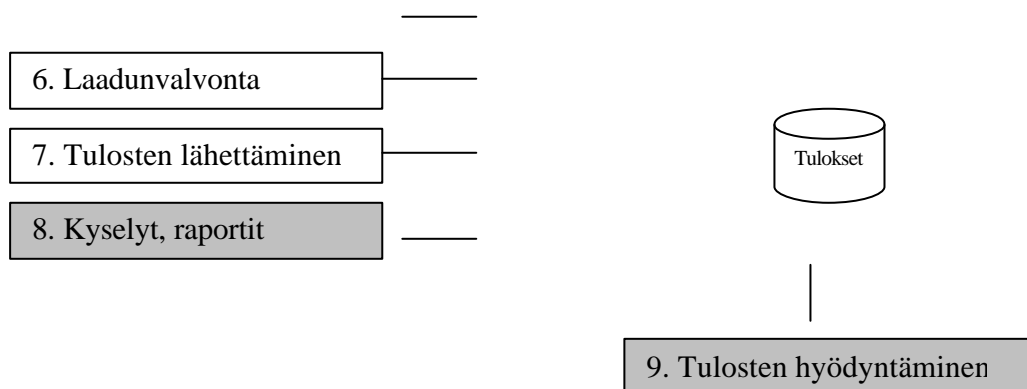 6. Laadunvalvonta
7. Tulosten lähettäminen
Tulokset
8. Kyselyt, raportit
9. Tulosten hyödyntäminen